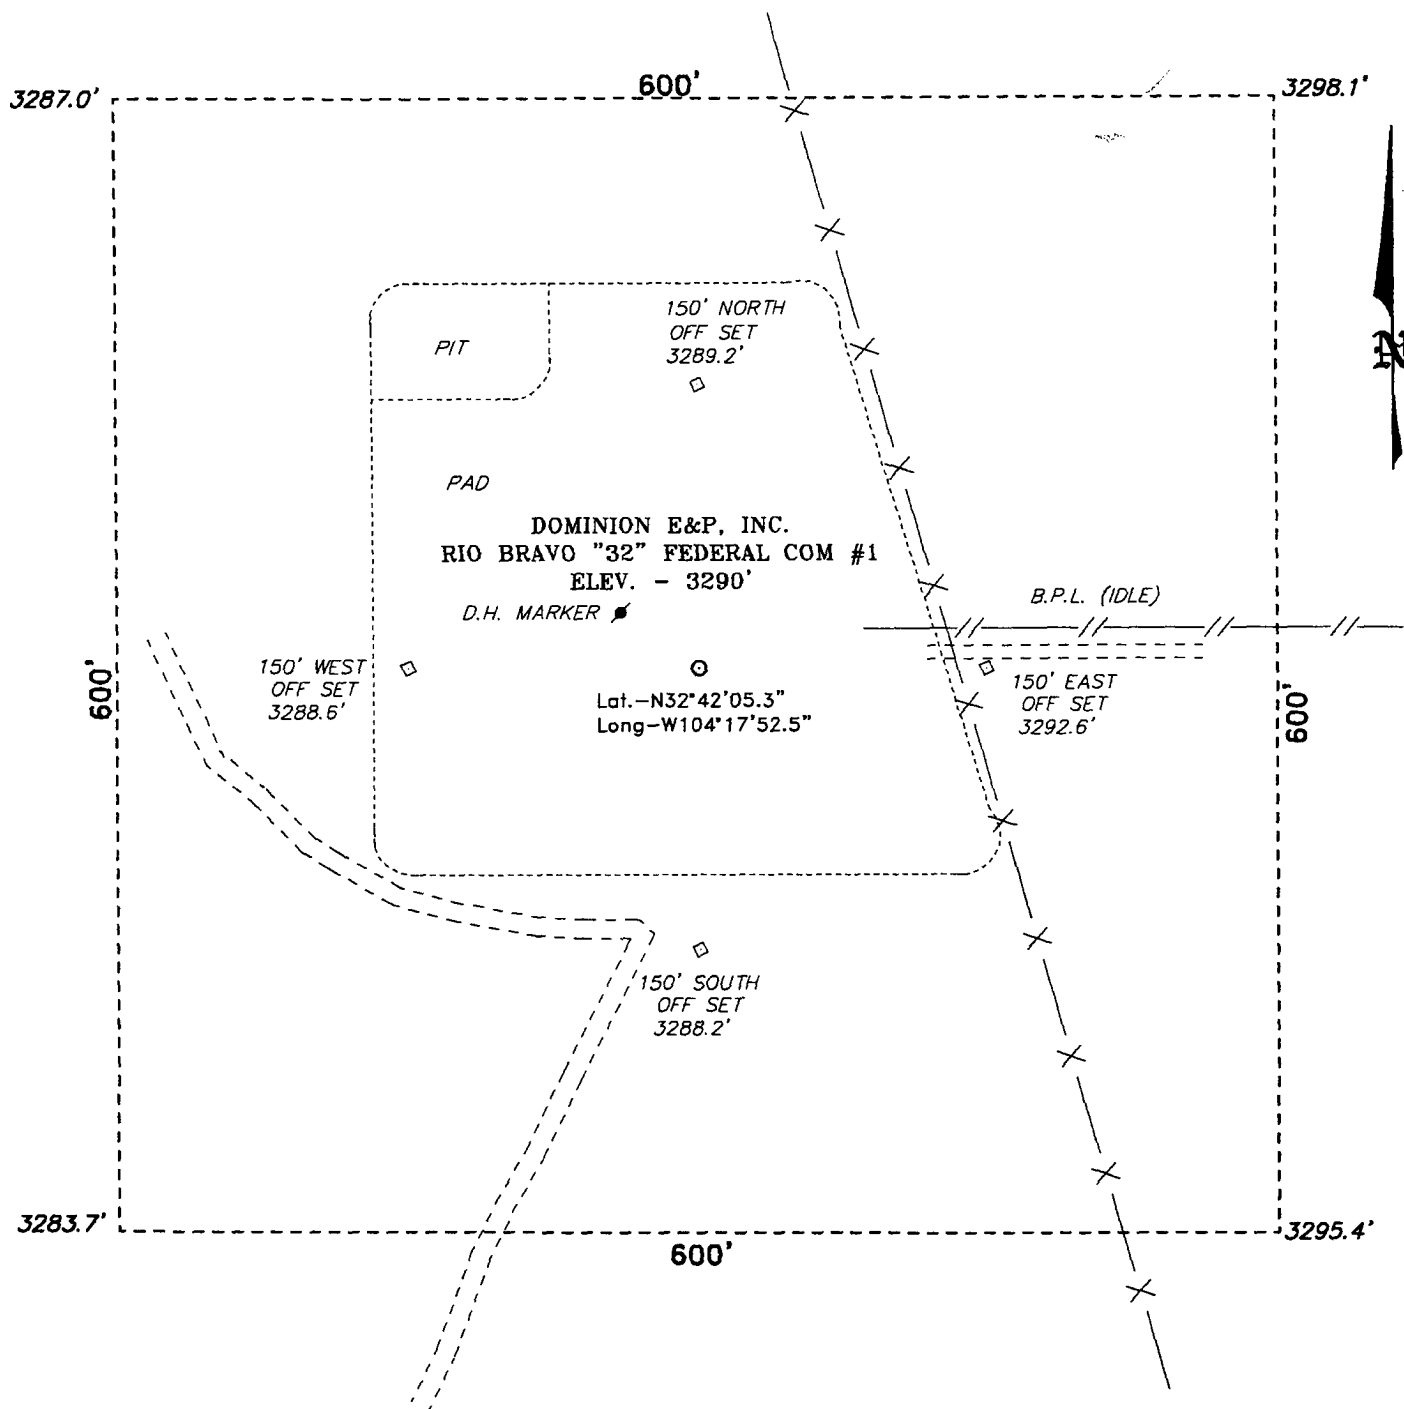 600'
3287.0'
3298.1'
150' NORTH
OFF SET
3289.2'
PIT
N
PAD
DOMINION E&P, INC.
RIO BRAVO "32" FEDERAL COM #1
ELEV. - 3290'
D.H. MARKER
B.P.L. (IDLE)
150' WEST
OFF SET
3288.6'
600'
Lat.-N32°42'05.3"
Long-W104°17'52.5"
150' EAST
OFF SET
3292.6'
600'
150' SOUTH
OFF SET
3288.2'
3283.7'
600'
3295.4'